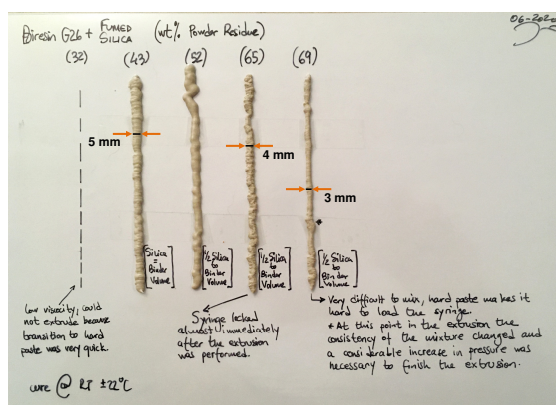 Biresin G26 + FUMED SILICA (wt% Powder Residue)
06-2020
(32) (43) (52) (65) (69)
5 mm
4 mm
3 mm
[Silica = Binder Volume]
[1/2 Silica to Binder Volume]
[1/2 Silica to Binder Volume]
[1/2 Silica to Binder Volume]
Low viscosity, could
not extrude because
transition to hard
paste was very quick.
Syringe locked
almost immediately
after the extrusion
was performed.
Very difficult to mix, hard paste makes it
hard to load the syringe.
* At this point in the extrusion the
consistency of the mixture changed and
a considerable increase in pressure was
necessary to finish the extrusion.
cure @ RT ±22°C